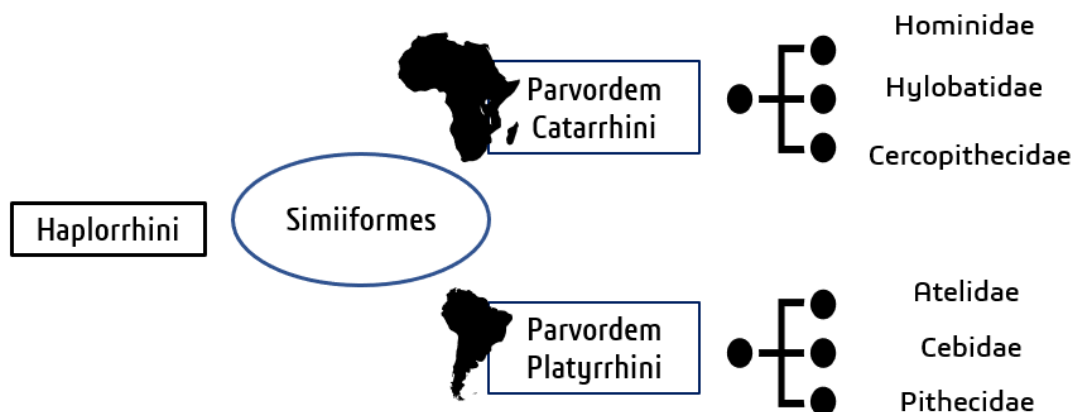 Haplorrhini
Simiiformes
Parvordem
Catarrhini
Hominidae
Hylobatidae
Cercopithecidae
Parvordem
Platyrrhini
Atelidae
Cebidae
Pithecidae